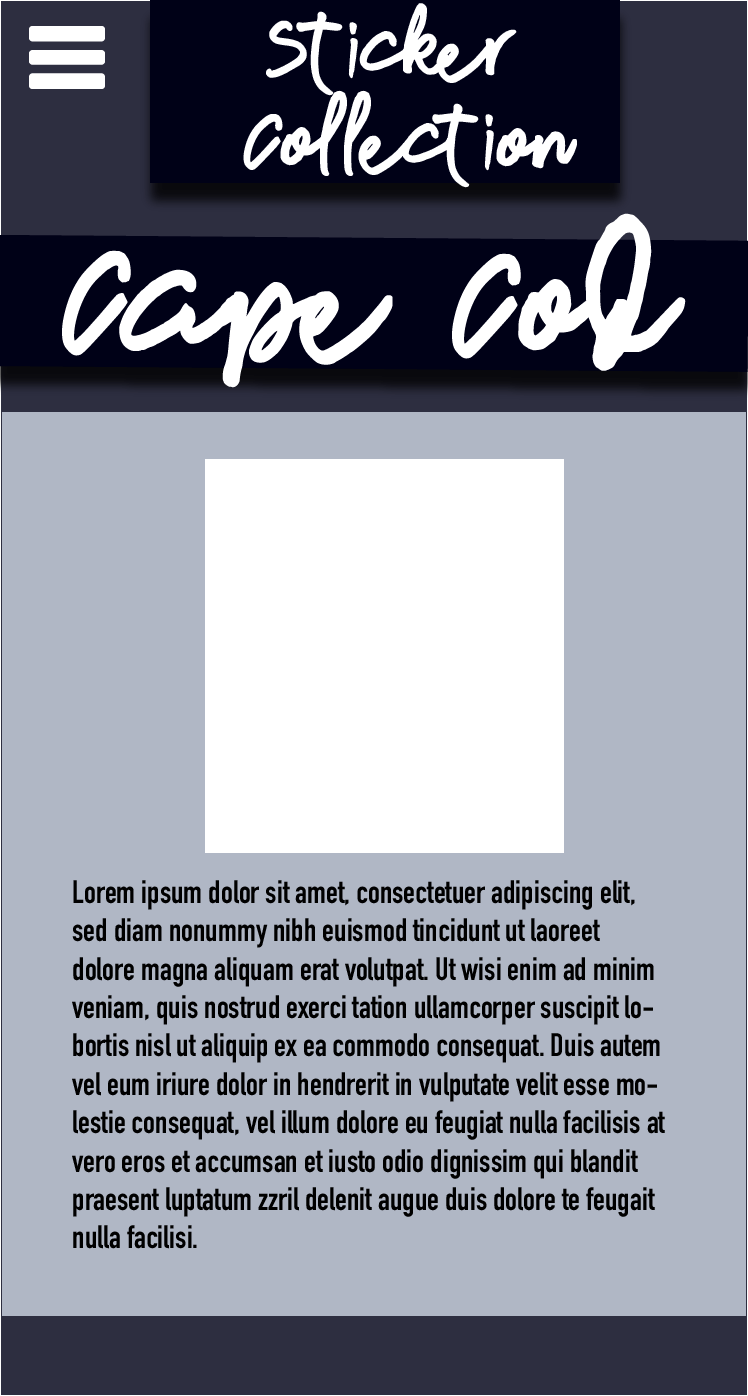 sticker
collection
cape cod
Lorem ipsum dolor sit amet, consectetuer adipiscing elit,
sed diam nonummy nibh euismod tincidunt ut laoreet
dolore magna aliquam erat volutpat. Ut wisi enim ad minim
veniam, quis nostrud exerci tation ullamcorper suscipit lo-
bortis nisl ut aliquip ex ea commodo consequat. Duis autem
vel eum iriure dolor in hendrerit in vulputate velit esse mo-
lestie consequat, vel illum dolore eu feugiat nulla facilisis at
vero eros et accumsan et iusto odio dignissim qui blandit
praesent luptatum zzril delenit augue duis dolore te feugait
nulla facilisi.